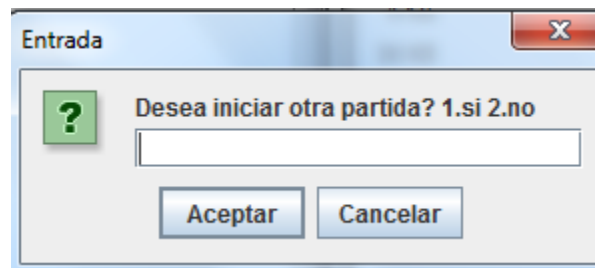 Entrada
Desea iniciar otra partida? 1.si 2.no
Aceptar
Cancelar